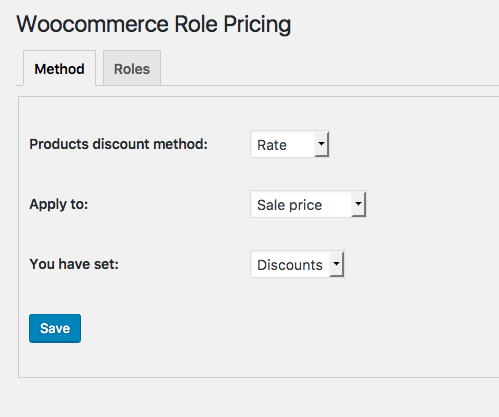 Woocommerce Role Pricing
Method Roles
Products discount method: Rate
Apply to: Sale price
You have set: Discounts
Save